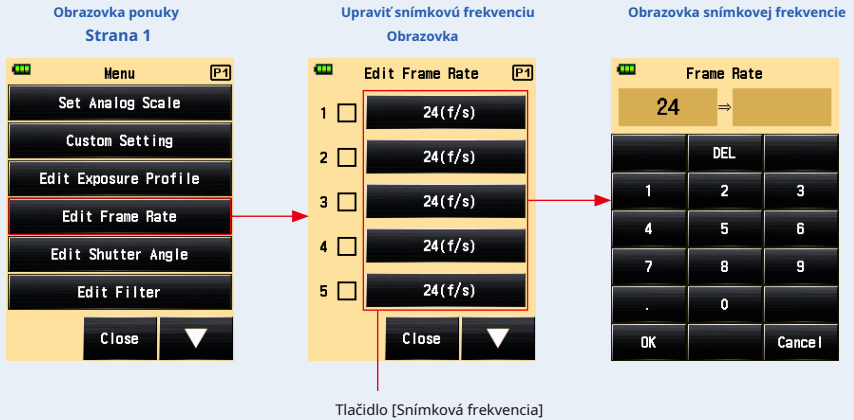 Obrazovka ponuky
Strana 1
Menu
P1
Set Analog Scale
Custom Setting
Edit Exposure Profile
Edit Frame Rate
Edit Shutter Angle
Edit Filter
Close
Upraviť snímkovú frekvenciu
Obrazovka
Edit Frame Rate
P1
1 24(f/s)
2 24(f/s)
3 24(f/s)
4 24(f/s)
5 24(f/s)
Close
Tlačidlo [Snímková frekvencia]
Obrazovka snímkovej frekvencie
Frame Rate
24 ⇒
DEL
1 2 3
4 5 6
7 8 9
. 0
OK Cancel